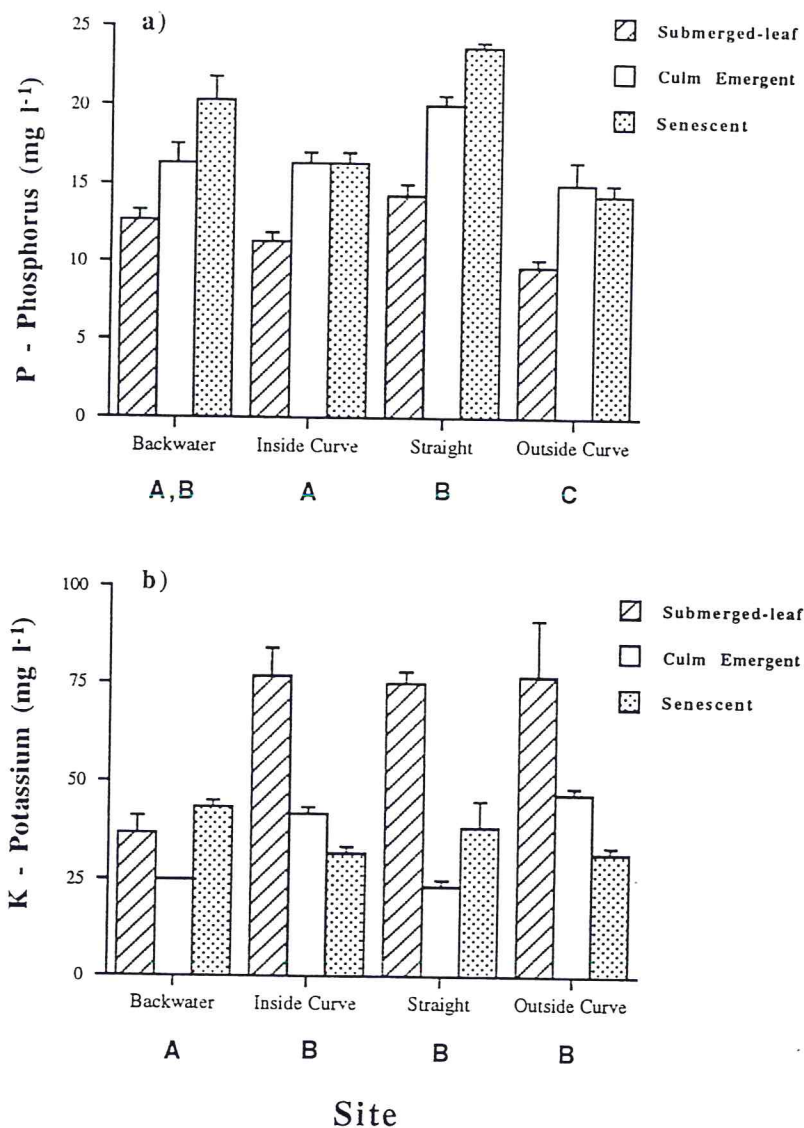 a)
P - Phosphorus (mg l-1)
25
20
15
10
5
0
Submerged-leaf
Culm Emergent
Senescent
Backwater Inside Curve Straight Outside Curve
A,B A B C
b)
K - Potassium (mg l-1)
100
75
50
25
0
Submerged-leaf
Culm Emergent
Senescent
Backwater Inside Curve Straight Outside Curve
A B B B
Site